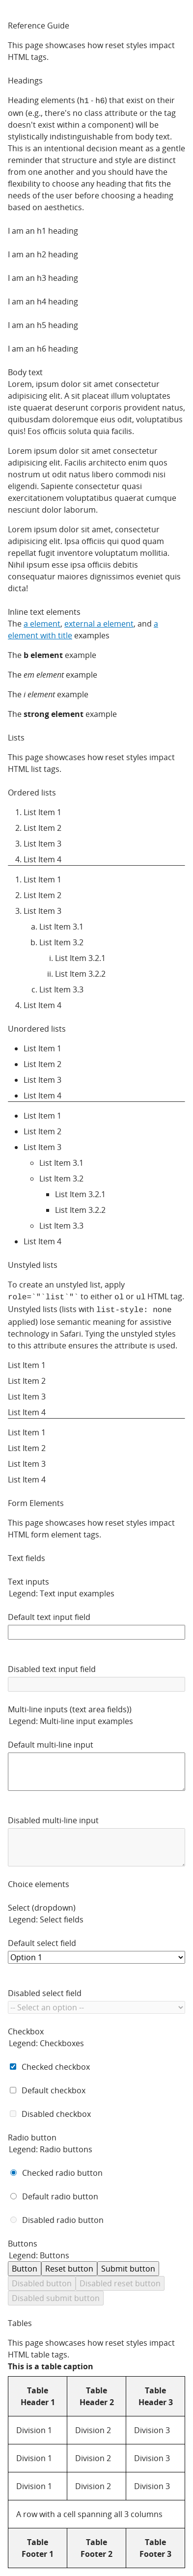 Reference Guide
This page showcases how reset styles impact
HTML tags.
Headings
Heading elements (h1 - h6) that exist on their
own (e.g., there's no class attribute or the tag
doesn't exist within a component) will be
stylistically indistinguishable from body text.
This is an intentional decision meant as a gentle
reminder that structure and style are distinct
from one another and you should have the
flexibility to choose any heading that fits the
needs of the user before choosing a heading
based on aesthetics.
I am an h1 heading
I am an h2 heading
I am an h3 heading
I am an h4 heading
I am an h5 heading
I am an h6 heading
Body text
Lorem, ipsum dolor sit amet consectetur
adipisicing elit. A sit placeat illum voluptates
iste quaerat deserunt corporis provident natus,
quibusdam doloremque eius odit, voluptatibus
quis! Eos officiis soluta quia facilis.
Lorem ipsum dolor sit amet consectetur
adipisicing elit. Facilis architecto enim quos
nostrum ut odit natus libero commodi nisi
eligendi. Sapiente consectetur quasi
exercitationem voluptatibus quaerat cumque
nesciunt dolor laborum.
Lorem ipsum dolor sit amet, consectetur
adipisicing elit. Ipsa officiis qui quod quam
repellat fugit inventore voluptatum mollitia.
Nihil ipsum esse ipsa officiis debitis
consequatur maiores dignissimos eveniet quis
dicta!
Inline text elements
The a element, external a element, and a
element with title examples
The b element example
The em element example
The i element example
The strong element example
Lists
This page showcases how reset styles impact
HTML list tags.
Ordered lists
1. List Item 1
2. List Item 2
3. List Item 3
4. List Item 4
1. List Item 1
2. List Item 2
3. List Item 3
a. List Item 3.1
b. List Item 3.2
i. List Item 3.2.1
ii. List Item 3.2.2
c. List Item 3.3
4. List Item 4
Unordered lists
• List Item 1
• List Item 2
• List Item 3
• List Item 4
• List Item 1
• List Item 2
• List Item 3
◦ List Item 3.1
◦ List Item 3.2
▪ List Item 3.2.1
▪ List Item 3.2.2
◦ List Item 3.3
• List Item 4
Unstyled lists
To create an unstyled list, apply
role=`"`list`"` to either ol or ul HTML tag.
Unstyled lists (lists with list-style: none
applied) lose semantic meaning for assistive
technology in Safari. Tying the unstyled styles
to this attribute ensures the attribute is used.
List Item 1
List Item 2
List Item 3
List Item 4
List Item 1
List Item 2
List Item 3
List Item 4
Form Elements
This page showcases how reset styles impact
HTML form element tags.
Text fields
Text inputs
Legend: Text input examples
Default text input field
Disabled text input field
Multi-line inputs (text area fields))
Legend: Multi-line input examples
Default multi-line input
Disabled multi-line input
Choice elements
Select (dropdown)
Legend: Select fields
Default select field
Option 1
Disabled select field
-- Select an option --
Checkbox
Legend: Checkboxes
Checked checkbox
Default checkbox
Disabled checkbox
Radio button
Legend: Radio buttons
Checked radio button
Default radio button
Disabled radio button
Buttons
Legend: Buttons
Button Reset button Submit button
Disabled button Disabled reset button
Disabled submit button
Tables
This page showcases how reset styles impact
HTML table tags.
This is a table caption
Table Table Table
Header 1 Header 2 Header 3
Division 1 Division 2 Division 3
Division 1 Division 2 Division 3
Division 1 Division 2 Division 3
A row with a cell spanning all 3 columns
Table Table Table
Footer 1 Footer 2 Footer 3